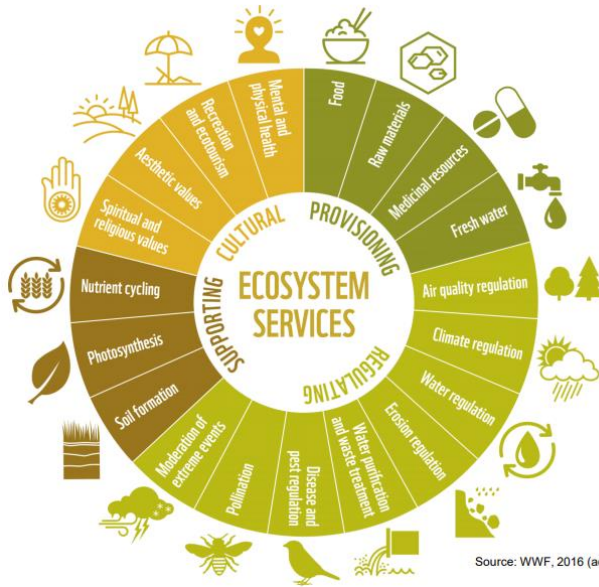 ECOSYSTEM
SERVICES
PROVISIONING
Food
Raw materials
Medicinal resources
Fresh water
REGULATING
Air quality regulation
Climate regulation
Water regulation
Erosion regulation
Water purification
and waste treatment
Disease and
pest regulation
Pollination
Moderation of
extreme events
SUPPORTING
Soil formation
Photosynthesis
Nutrient cycling
CULTURAL
Spiritual and
religious values
Aesthetic values
Recreation
and ecotourism
Mental and
physical health
Source: WWF, 2016 (a